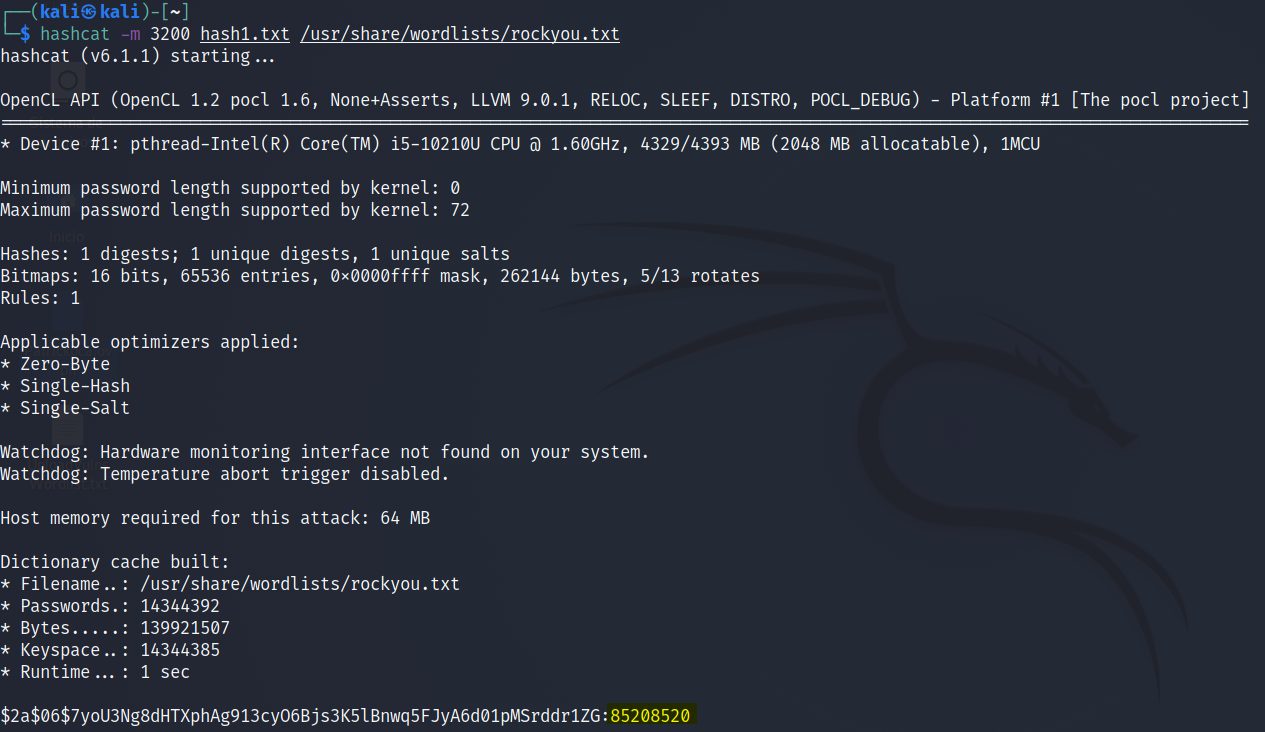 ┌──(kali㉿kali)-[~]
└─$ hashcat -m 3200 hash1.txt /usr/share/wordlists/rockyou.txt
hashcat (v6.1.1) starting...
OpenCL API (OpenCL 1.2 pocl 1.6, None+Asserts, LLVM 9.0.1, RELOC, SLEEF, DISTRO, POCL_DEBUG) - Platform #1 [The pocl project]
=============================================================================================================================
* Device #1: pthread-Intel(R) Core(TM) i5-10210U CPU @ 1.60GHz, 4329/4393 MB (2048 MB allocatable), 1MCU
Minimum password length supported by kernel: 0
Maximum password length supported by kernel: 72
Hashes: 1 digests; 1 unique digests, 1 unique salts
Bitmaps: 16 bits, 65536 entries, 0x0000ffff mask, 262144 bytes, 5/13 rotates
Rules: 1
Applicable optimizers applied:
* Zero-Byte
* Single-Hash
* Single-Salt
Watchdog: Hardware monitoring interface not found on your system.
Watchdog: Temperature abort trigger disabled.
Host memory required for this attack: 64 MB
Dictionary cache built:
* Filename..: /usr/share/wordlists/rockyou.txt
* Passwords.: 14344392
* Bytes.....: 139921507
* Keyspace..: 14344385
* Runtime...: 1 sec
$2a$06$7yoU3Ng8dHTXphAg913cyO6Bjs3K5lBnwq5FJyA6d01pMSrddr1ZG:85208520